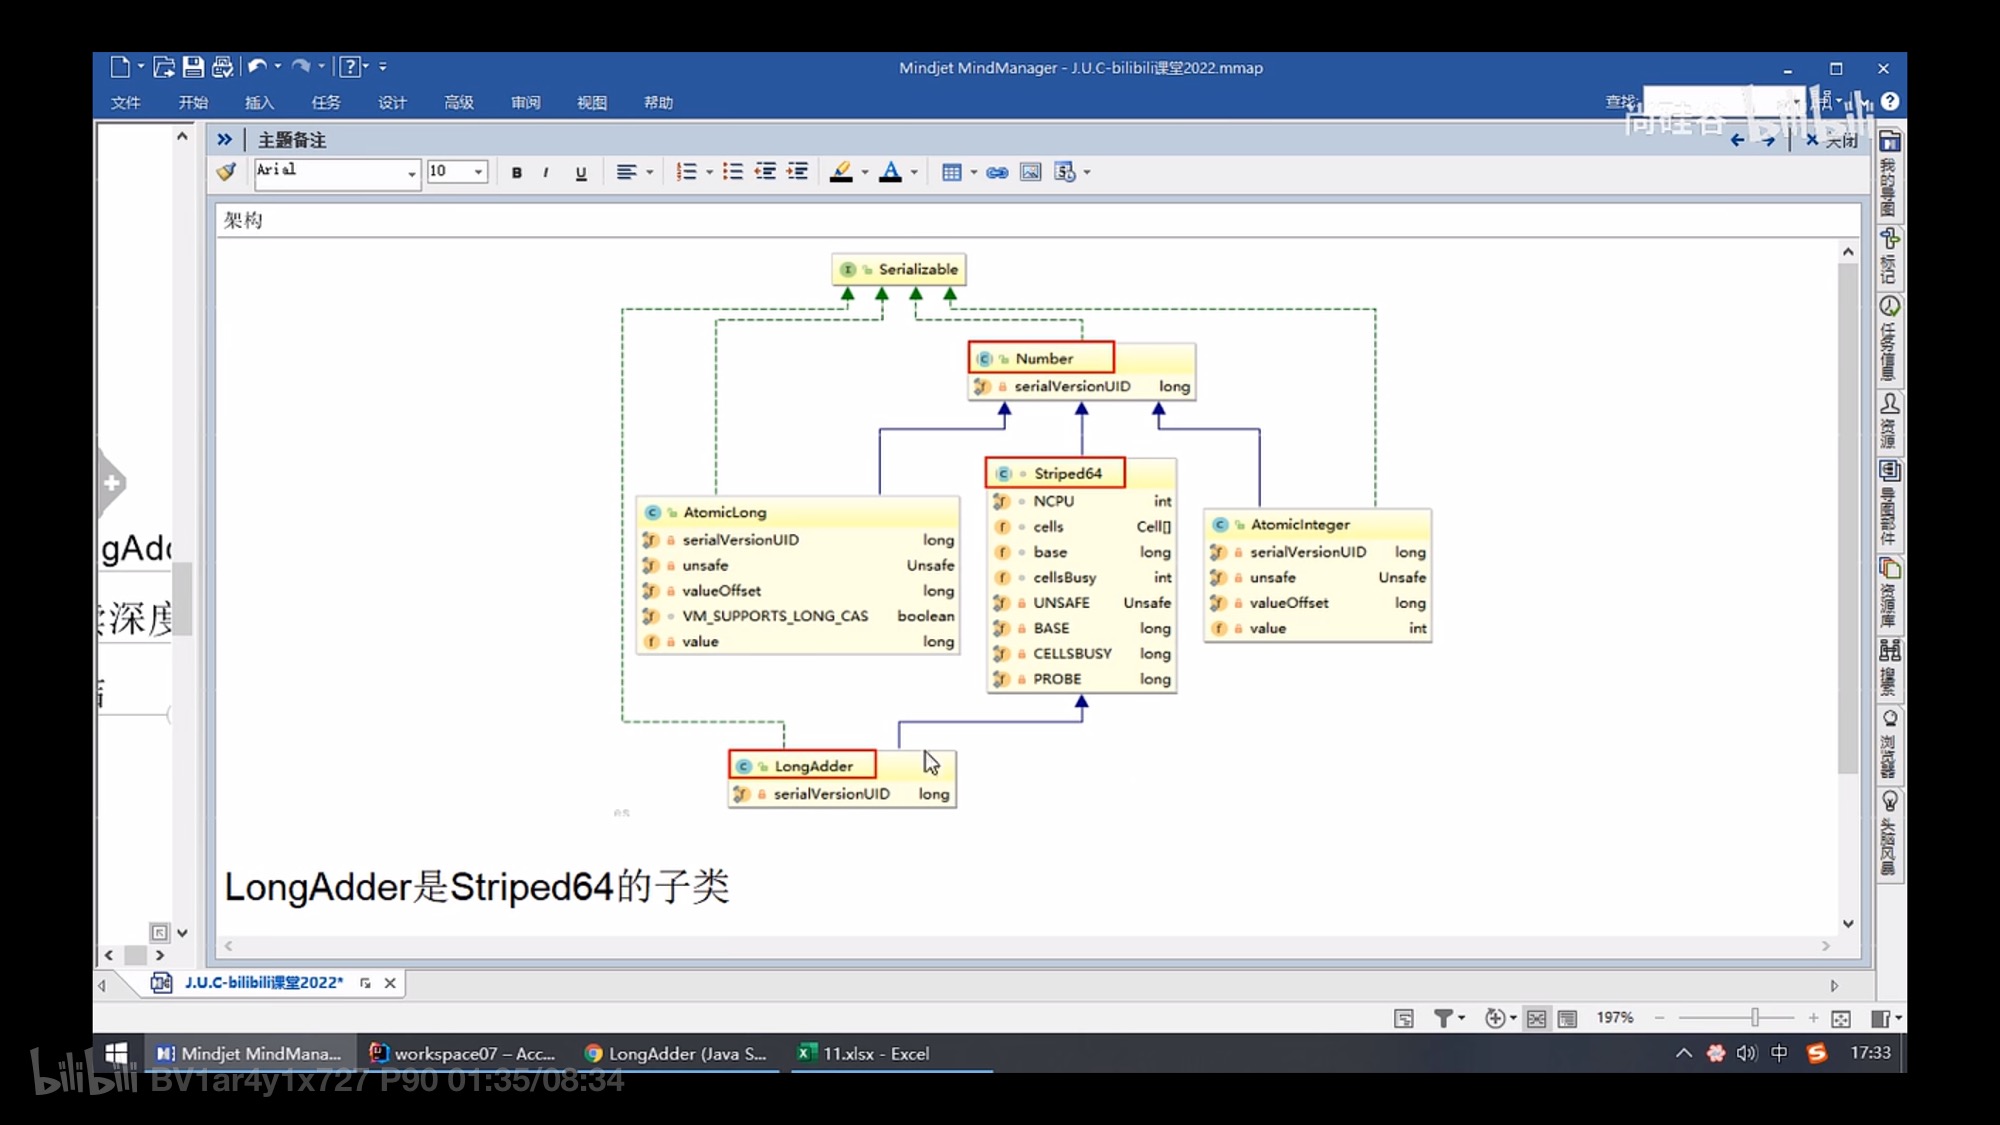 Mindjet MindManager - J.U.C-bilibili课堂2022.mmap
文件 开始 插入 任务 设计 高级 审阅 视图 帮助
查找:
尚硅谷 bilibili
主题备注
关闭
Arial 10 B I U A
架构
Serializable
Number
serialVersionUID long
Striped64
NCPU int
cells Cell[]
base long
cellsBusy int
UNSAFE Unsafe
BASE long
CELLSBUSY long
PROBE long
AtomicLong
serialVersionUID long
unsafe Unsafe
valueOffset long
VM_SUPPORTS_LONG_CAS boolean
value long
AtomicInteger
serialVersionUID long
unsafe Unsafe
valueOffset long
value int
LongAdder
serialVersionUID long
LongAdder是Striped64的子类
gAdd
深度
我的导图
标记
任务信息
资源
导图部件
资源库
搜索
浏览器
头脑风暴
J.U.C-bilibili课堂2022*
197%
Mindjet MindMana...
workspace07 – Acc...
LongAdder (Java S...
11.xlsx - Excel
中
17:33
bilibili BV1ar4y1x727 P90 01:35/08:34